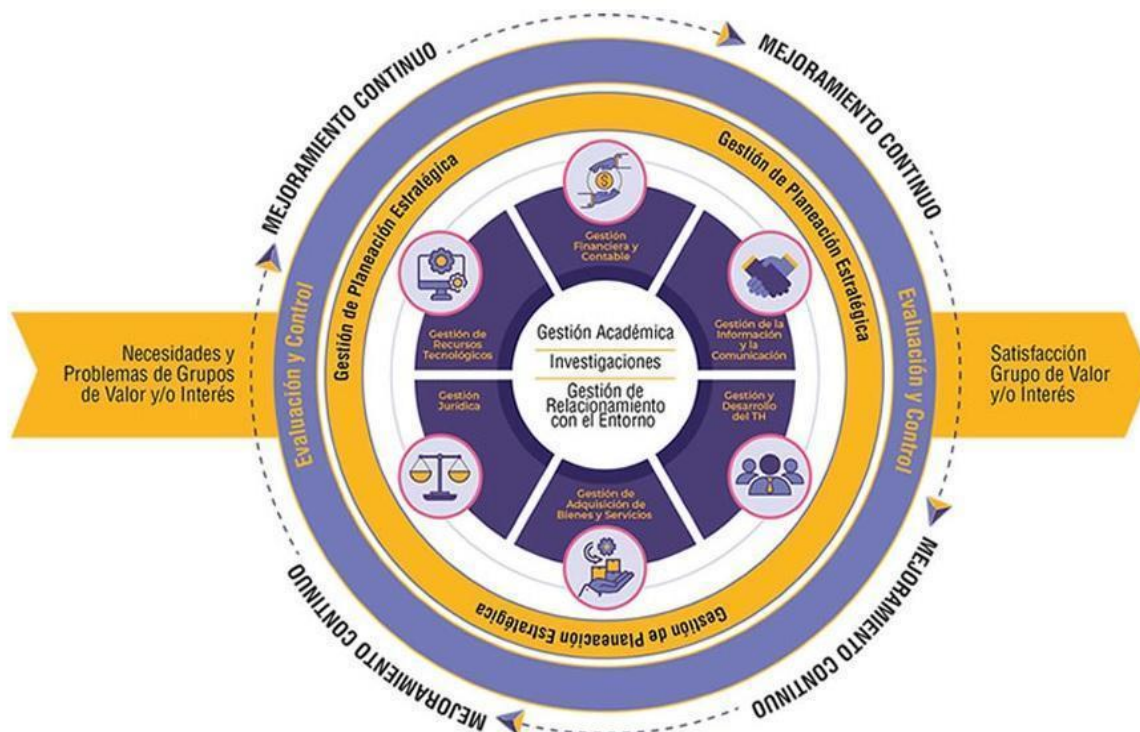 MEJORAMIENTO CONTINUO
MEJORAMIENTO CONTINUO
Gestión de Planeación Estratégica
Gestión de Planeación Estratégica
Evaluación y Control
Evaluación y Control
Necesidades y
Problemas de Grupos
de Valor y/o Interés
Gestión
Financiera y
Contable
$
Gestión de
Recursos
Tecnológicos
Gestión de la
Información
y la
Comunicación
Gestión Académica
Investigaciones
Gestión de
Relacionamiento
con el Entorno
Gestión
Jurídica
Gestión y
Desarrollo
del TH
Gestión de
Adquisición de
Bienes y Servicios
Satisfacción
Grupo de Valor
y/o Interés
Gestión de Planeación Estratégica
MEJORAMIENTO CONTINUO
MEJORAMIENTO CONTINUO
MEJORAMIENTO CONTINUO